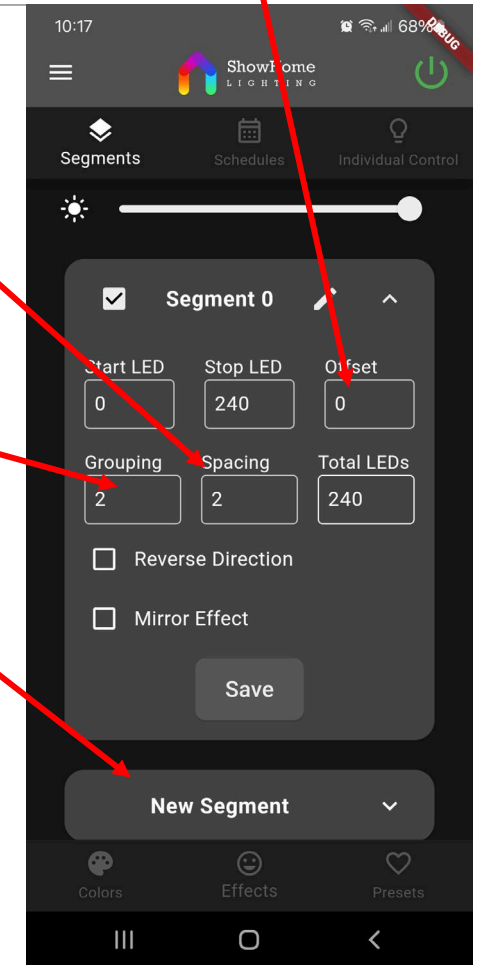 10:17 68%
DEBUG
ShowHome
LIGHTING
Segments Schedules Individual Control
Segment 0
Start LED Stop LED Offset
0 240 0
Grouping Spacing Total LEDs
2 2 240
Reverse Direction
Mirror Effect
Save
New Segment
Colors Effects Presets